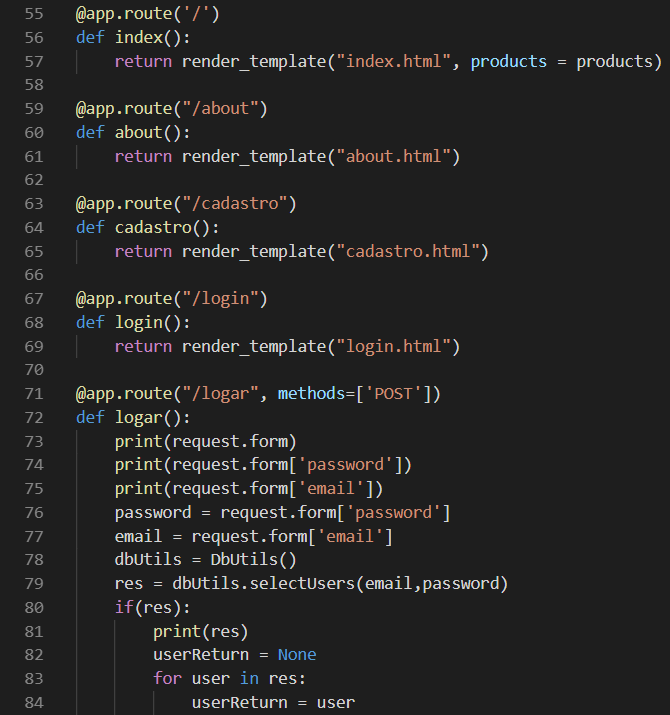 55 @app.route('/')
56 def index():
57     return render_template("index.html", products = products)
58
59 @app.route("/about")
60 def about():
61     return render_template("about.html")
62
63 @app.route("/cadastro")
64 def cadastro():
65     return render_template("cadastro.html")
66
67 @app.route("/login")
68 def login():
69     return render_template("login.html")
70
71 @app.route("/logar", methods=['POST'])
72 def logar():
73     print(request.form)
74     print(request.form['password'])
75     print(request.form['email'])
76     password = request.form['password']
77     email = request.form['email']
78     dbUtils = DbUtils()
79     res = dbUtils.selectUsers(email,password)
80     if(res):
81         print(res)
82         userReturn = None
83         for user in res:
84             userReturn = user